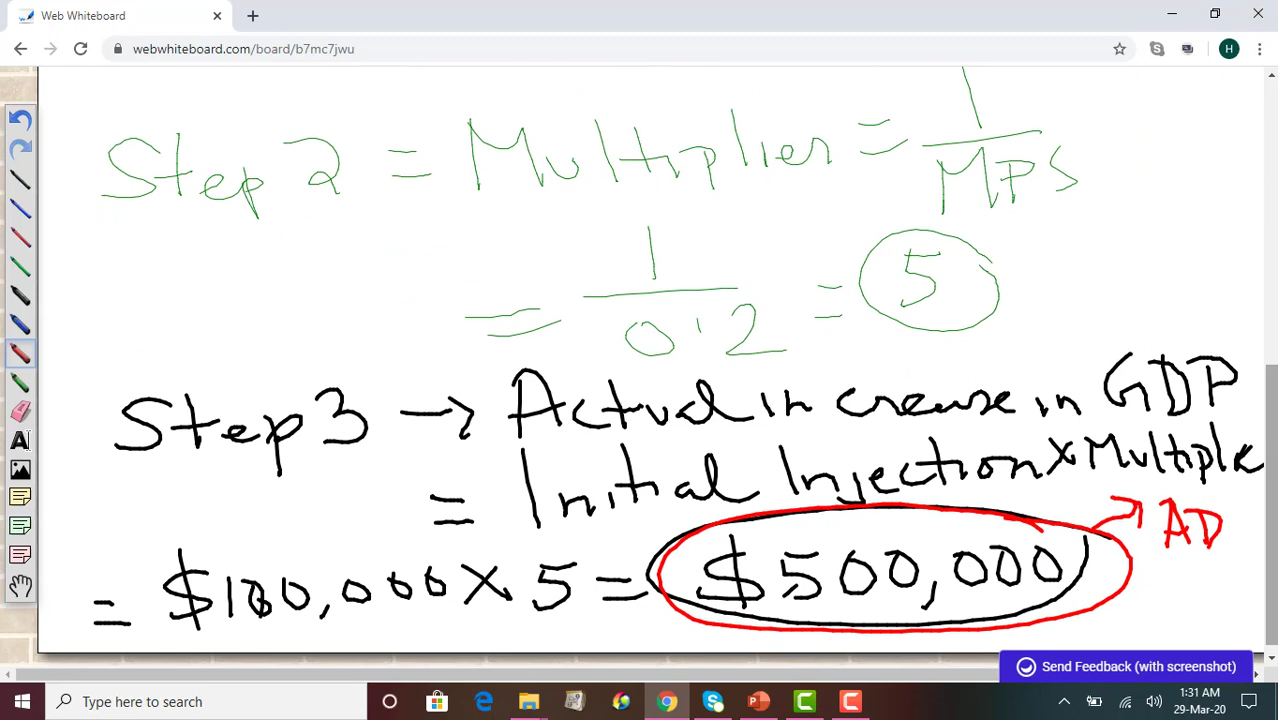 Web Whiteboard
webwhiteboard.com/board/b7mc7jwu
H
Step 2 = Multiplier = 1
MPS
= 1 = 5
0.2
Step 3 → Actual increase in GDP
= Initial Injection × Multiplie
AD
= $100,000 × 5 = $500,000
A
Send Feedback (with screenshot)
Type here to search
1:31 AM
29-Mar-20